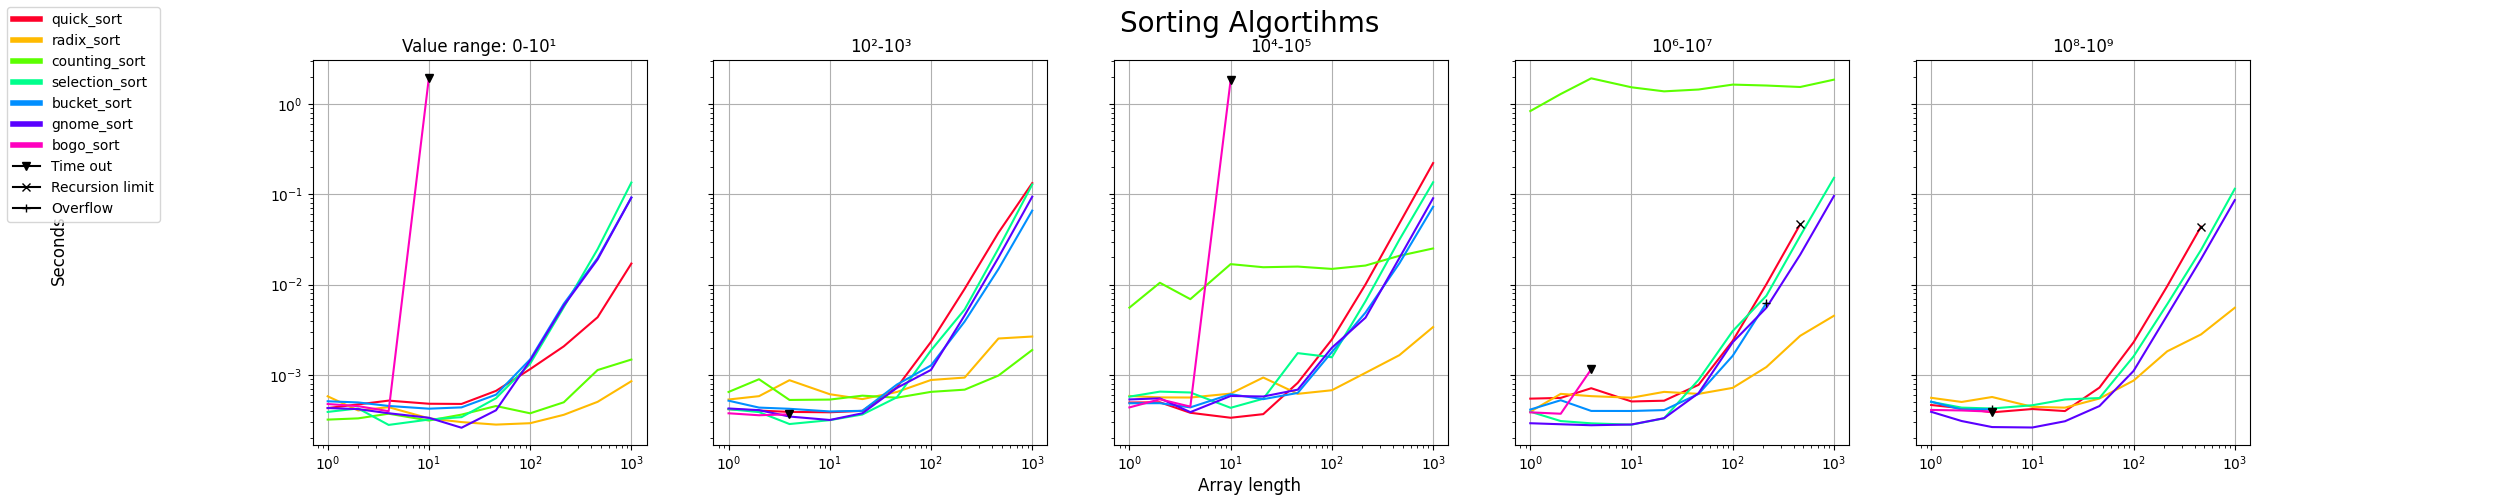 Sorting Algortihms
quick_sort
radix_sort
counting_sort
selection_sort
bucket_sort
gnome_sort
bogo_sort
Time out
Recursion limit
Overflow
Seconds
Value range: 0-10¹
10²-10³
10⁴-10⁵
10⁶-10⁷
10⁸-10⁹
10⁰
10⁻¹
10⁻²
10⁻³
10⁰ 10¹ 10² 10³
10⁰ 10¹ 10² 10³
10⁰ 10¹ 10² 10³
10⁰ 10¹ 10² 10³
10⁰ 10¹ 10² 10³
Array length